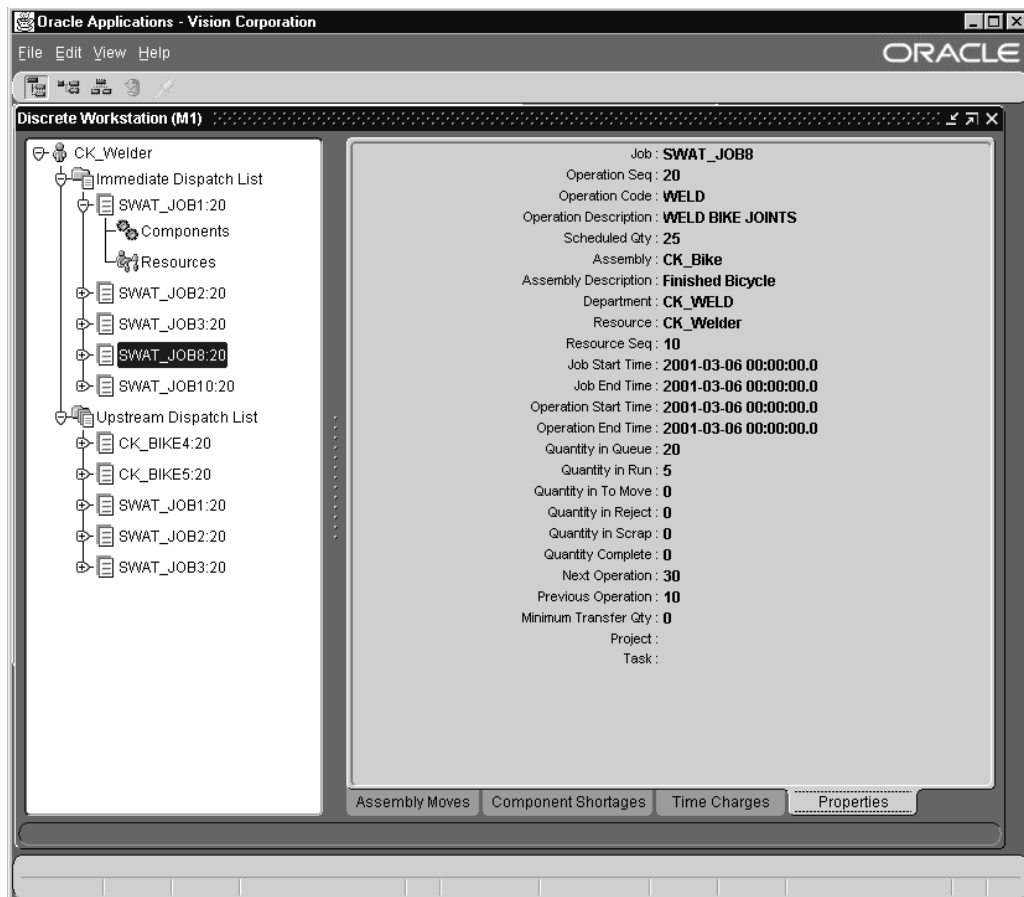 Oracle Applications - Vision Corporation
File Edit View Help
ORACLE
Discrete Workstation (M1)
CK_Welder
Immediate Dispatch List
SWAT_JOB1:20
Components
Resources
SWAT_JOB2:20
SWAT_JOB3:20
SWAT_JOB8:20
SWAT_JOB10:20
Upstream Dispatch List
CK_BIKE4:20
CK_BIKE5:20
SWAT_JOB1:20
SWAT_JOB2:20
SWAT_JOB3:20
Job : SWAT_JOB8
Operation Seq : 20
Operation Code : WELD
Operation Description : WELD BIKE JOINTS
Scheduled Qty : 25
Assembly : CK_Bike
Assembly Description : Finished Bicycle
Department : CK_WELD
Resource : CK_Welder
Resource Seq : 10
Job Start Time : 2001-03-06 00:00:00.0
Job End Time : 2001-03-06 00:00:00.0
Operation Start Time : 2001-03-06 00:00:00.0
Operation End Time : 2001-03-06 00:00:00.0
Quantity in Queue : 20
Quantity in Run : 5
Quantity in To Move : 0
Quantity in Reject : 0
Quantity in Scrap : 0
Quantity Complete : 0
Next Operation : 30
Previous Operation : 10
Minimum Transfer Qty : 0
Project :
Task :
Assembly Moves Component Shortages Time Charges Properties